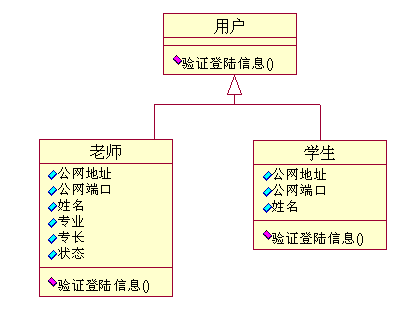 用户
验证登陆信息()
老师
公网地址
公网端口
姓名
专业
专长
状态
验证登陆信息()
学生
公网地址
公网端口
姓名
验证登陆信息()